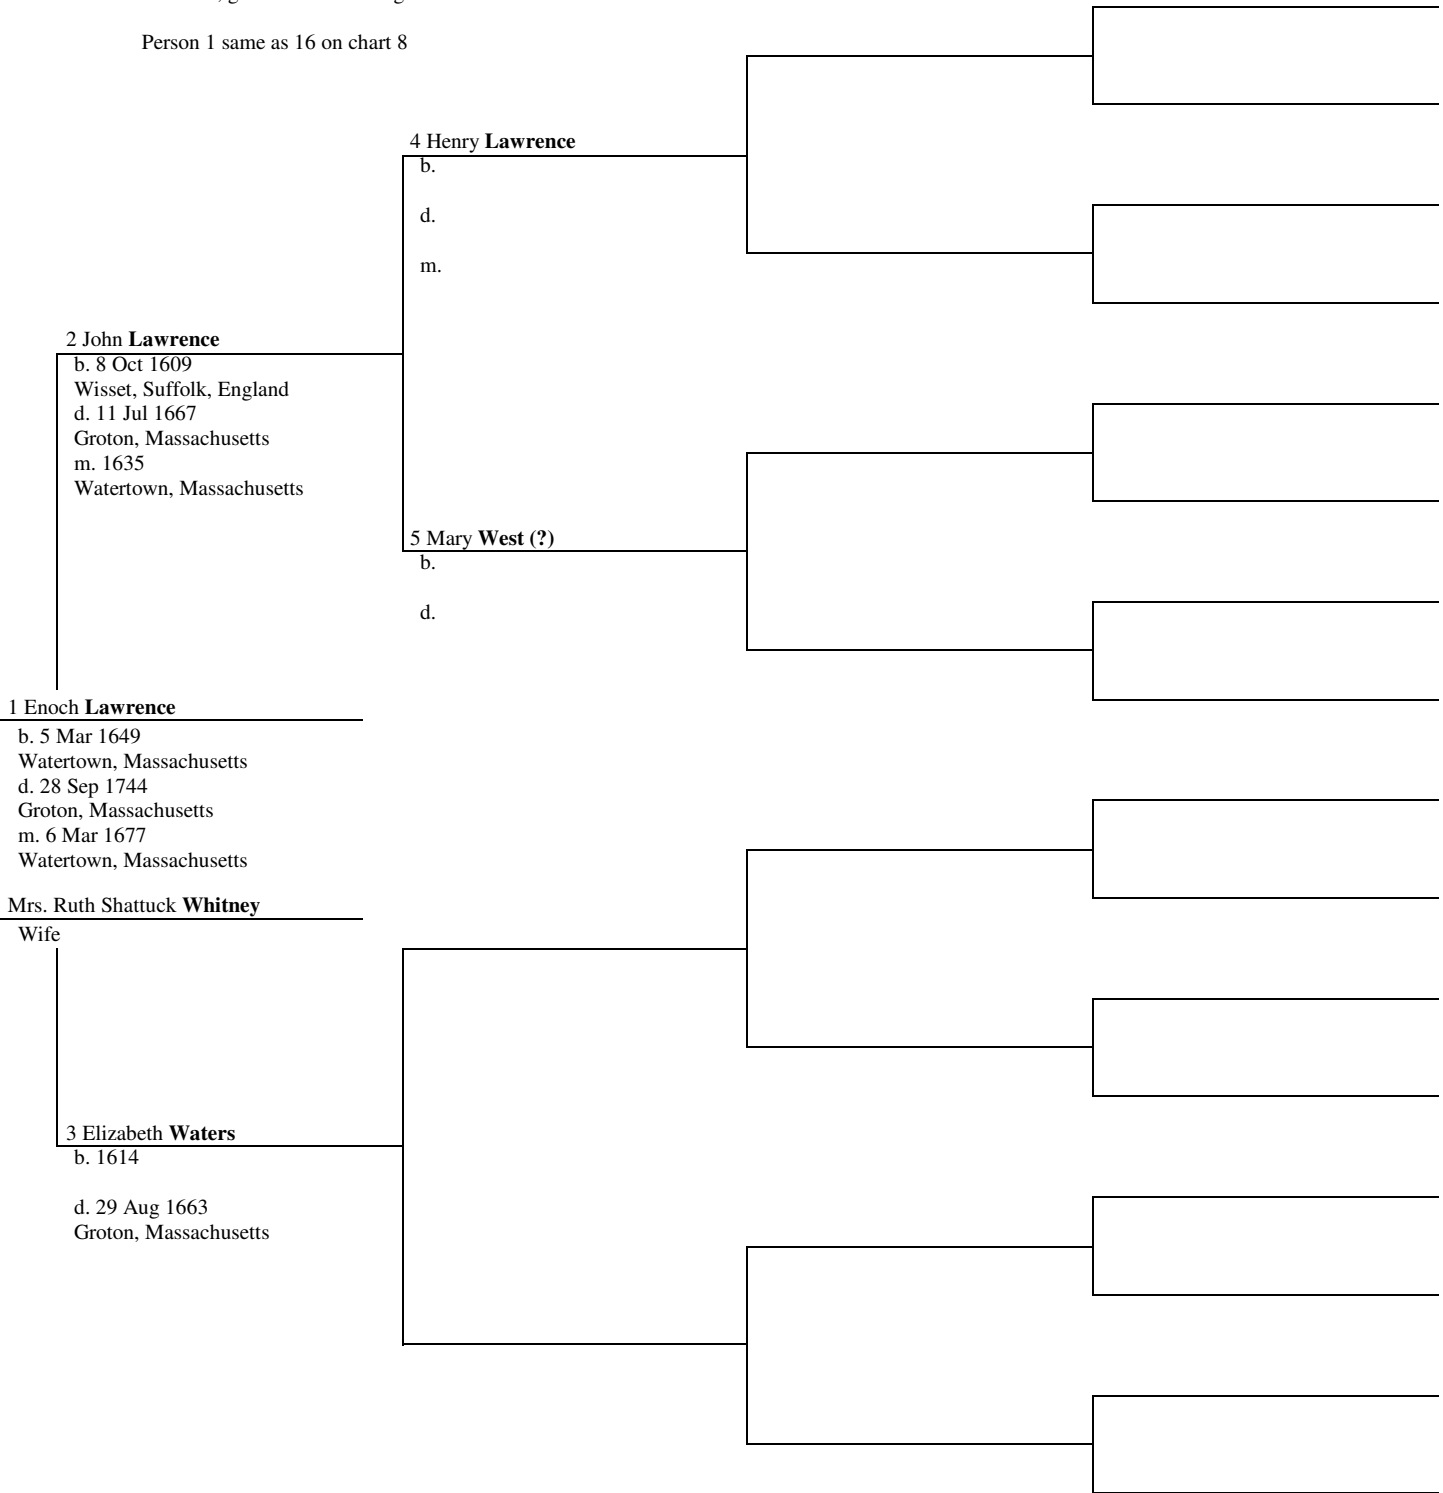 Person 1 same as 16 on chart 8
4 Henry Lawrence
b.
d.
m.
2 John Lawrence
b. 8 Oct 1609
Wisset, Suffolk, England
d. 11 Jul 1667
Groton, Massachusetts
m. 1635
Watertown, Massachusetts
5 Mary West (?)
b.
d.
1 Enoch Lawrence
b. 5 Mar 1649
Watertown, Massachusetts
d. 28 Sep 1744
Groton, Massachusetts
m. 6 Mar 1677
Watertown, Massachusetts
Mrs. Ruth Shattuck Whitney
Wife
3 Elizabeth Waters
b. 1614
d. 29 Aug 1663
Groton, Massachusetts